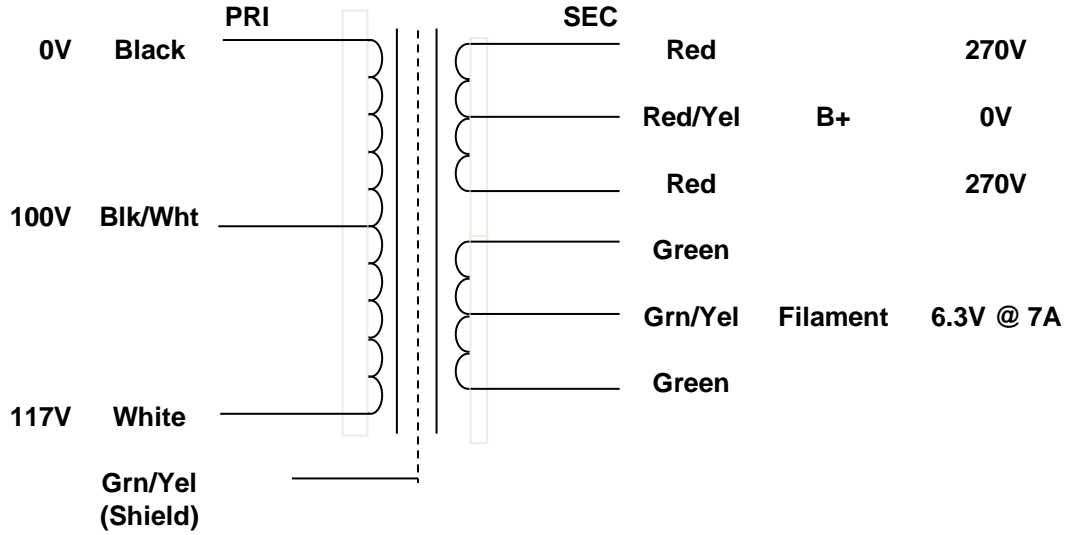 PRI SEC
0V Black Red 270V
Red/Yel B+ 0V
Red 270V
100V Blk/Wht
Green
Grn/Yel Filament 6.3V @ 7A
Green
117V White
Grn/Yel
(Shield)